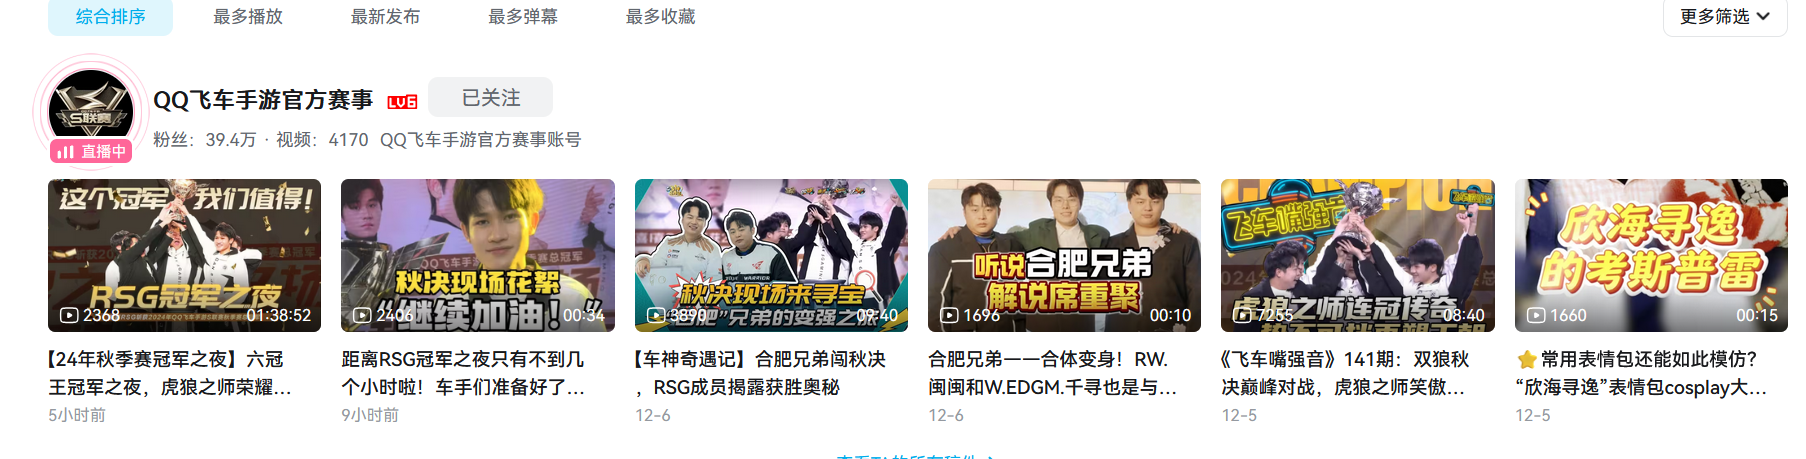 综合排序 最多播放 最新发布 最多弹幕 最多收藏 更多筛选
S联赛
直播中
QQ飞车手游官方赛事 LV6 已关注
粉丝：39.4万 · 视频：4170 QQ飞车手游官方赛事账号
这个冠军 我们值得！
RSG冠军之夜
2368 01:38:52
【24年秋季赛冠军之夜】六冠
王冠军之夜，虎狼之师荣耀...
5小时前
秋决现场花絮
“继续加油！“
2406 00:34
距离RSG冠军之夜只有不到几
个小时啦！车手们准备好了...
9小时前
秋决现场来寻宝
“合肥”兄弟的变强之旅
3890 09:40
【车神奇遇记】合肥兄弟闯秋决
，RSG成员揭露获胜奥秘
12-6
听说合肥兄弟
解说席重聚
1696 00:10
合肥兄弟一一合体变身！RW.
闽闽和W.EDGM.千寻也是与...
12-6
飞车嘴强音
虎狼之师连冠传奇
7255 08:40
《飞车嘴强音》141期：双狼秋
决巅峰对战，虎狼之师笑傲...
12-5
欣海寻逸
的考斯普雷
1660 00:15
⭐常用表情包还能如此模仿？
“欣海寻逸”表情包cosplay大...
12-5